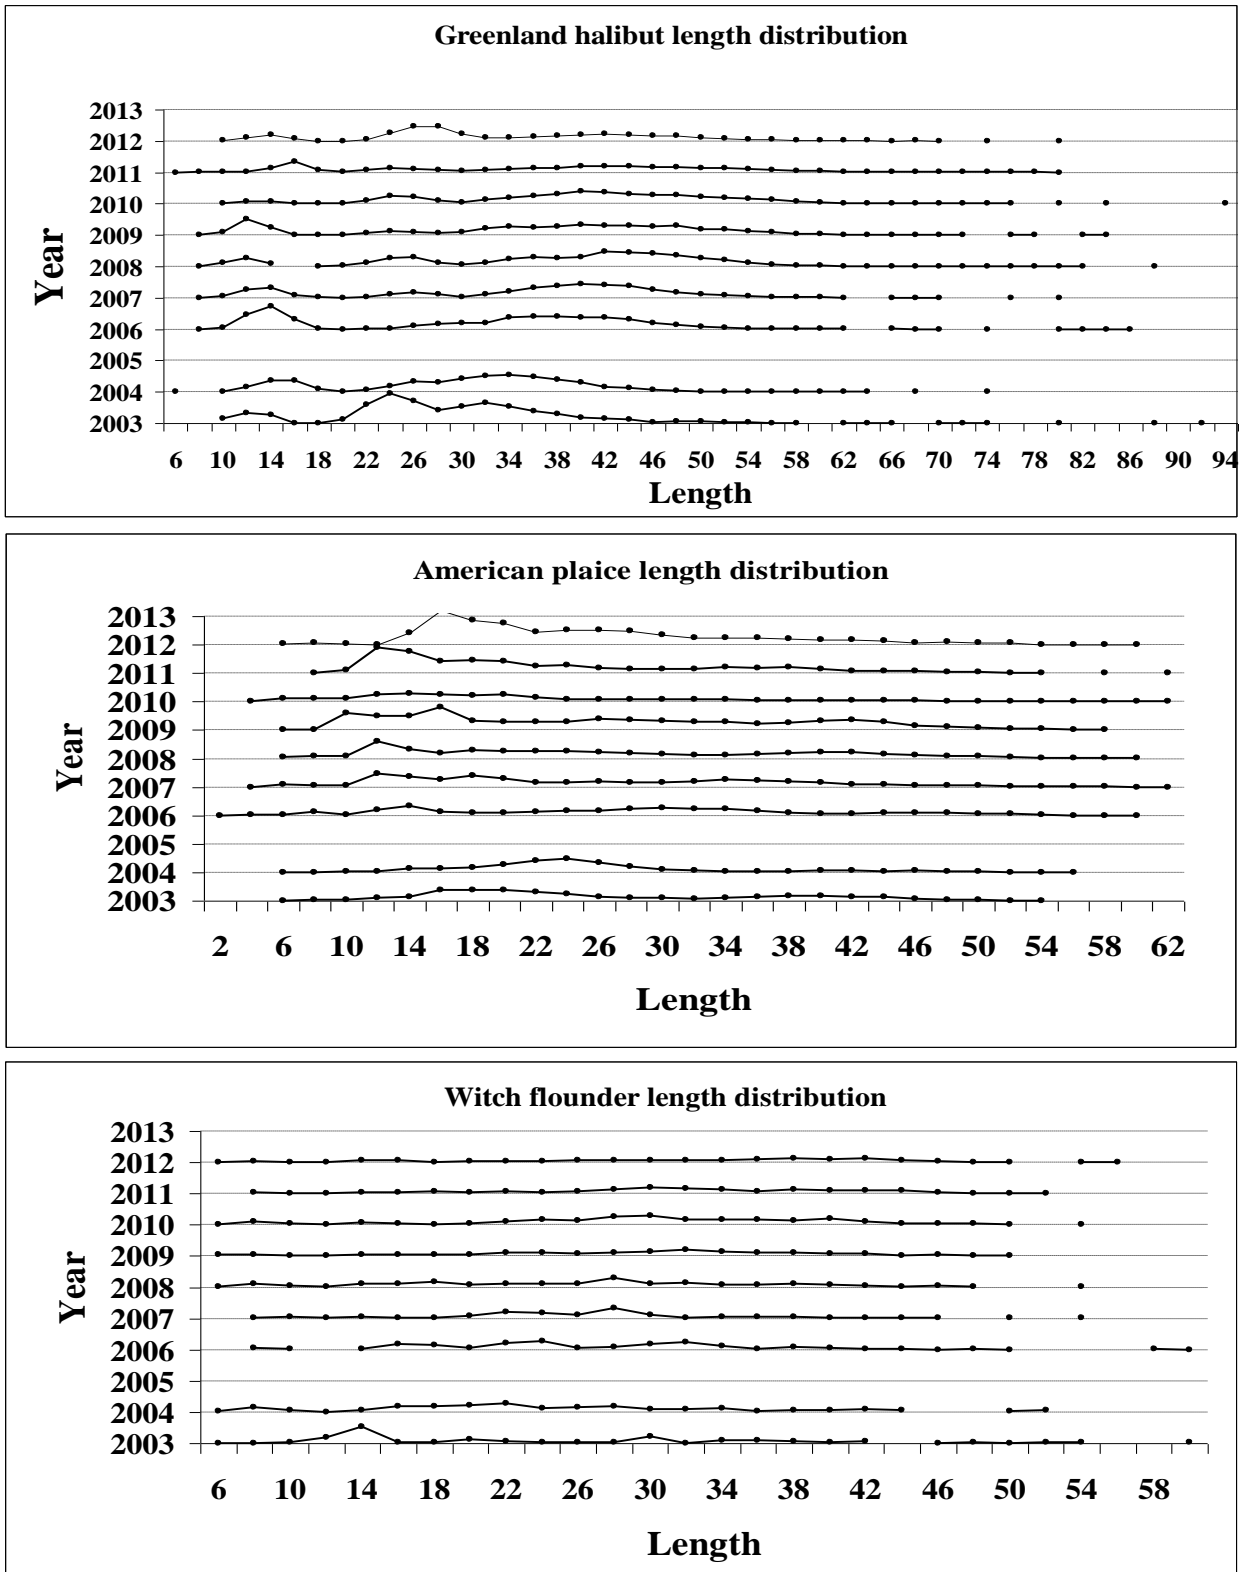 Greenland halibut length distribution
Year
2013
2012
2011
2010
2009
2008
2007
2006
2005
2004
2003
6 10 14 18 22 26 30 34 38 42 46 50 54 58 62 66 70 74 78 82 86 90 94
Length
American plaice length distribution
Year
2013
2012
2011
2010
2009
2008
2007
2006
2005
2004
2003
2 6 10 14 18 22 26 30 34 38 42 46 50 54 58 62
Length
Witch flounder length distribution
Year
2013
2012
2011
2010
2009
2008
2007
2006
2005
2004
2003
6 10 14 18 22 26 30 34 38 42 46 50 54 58
Length